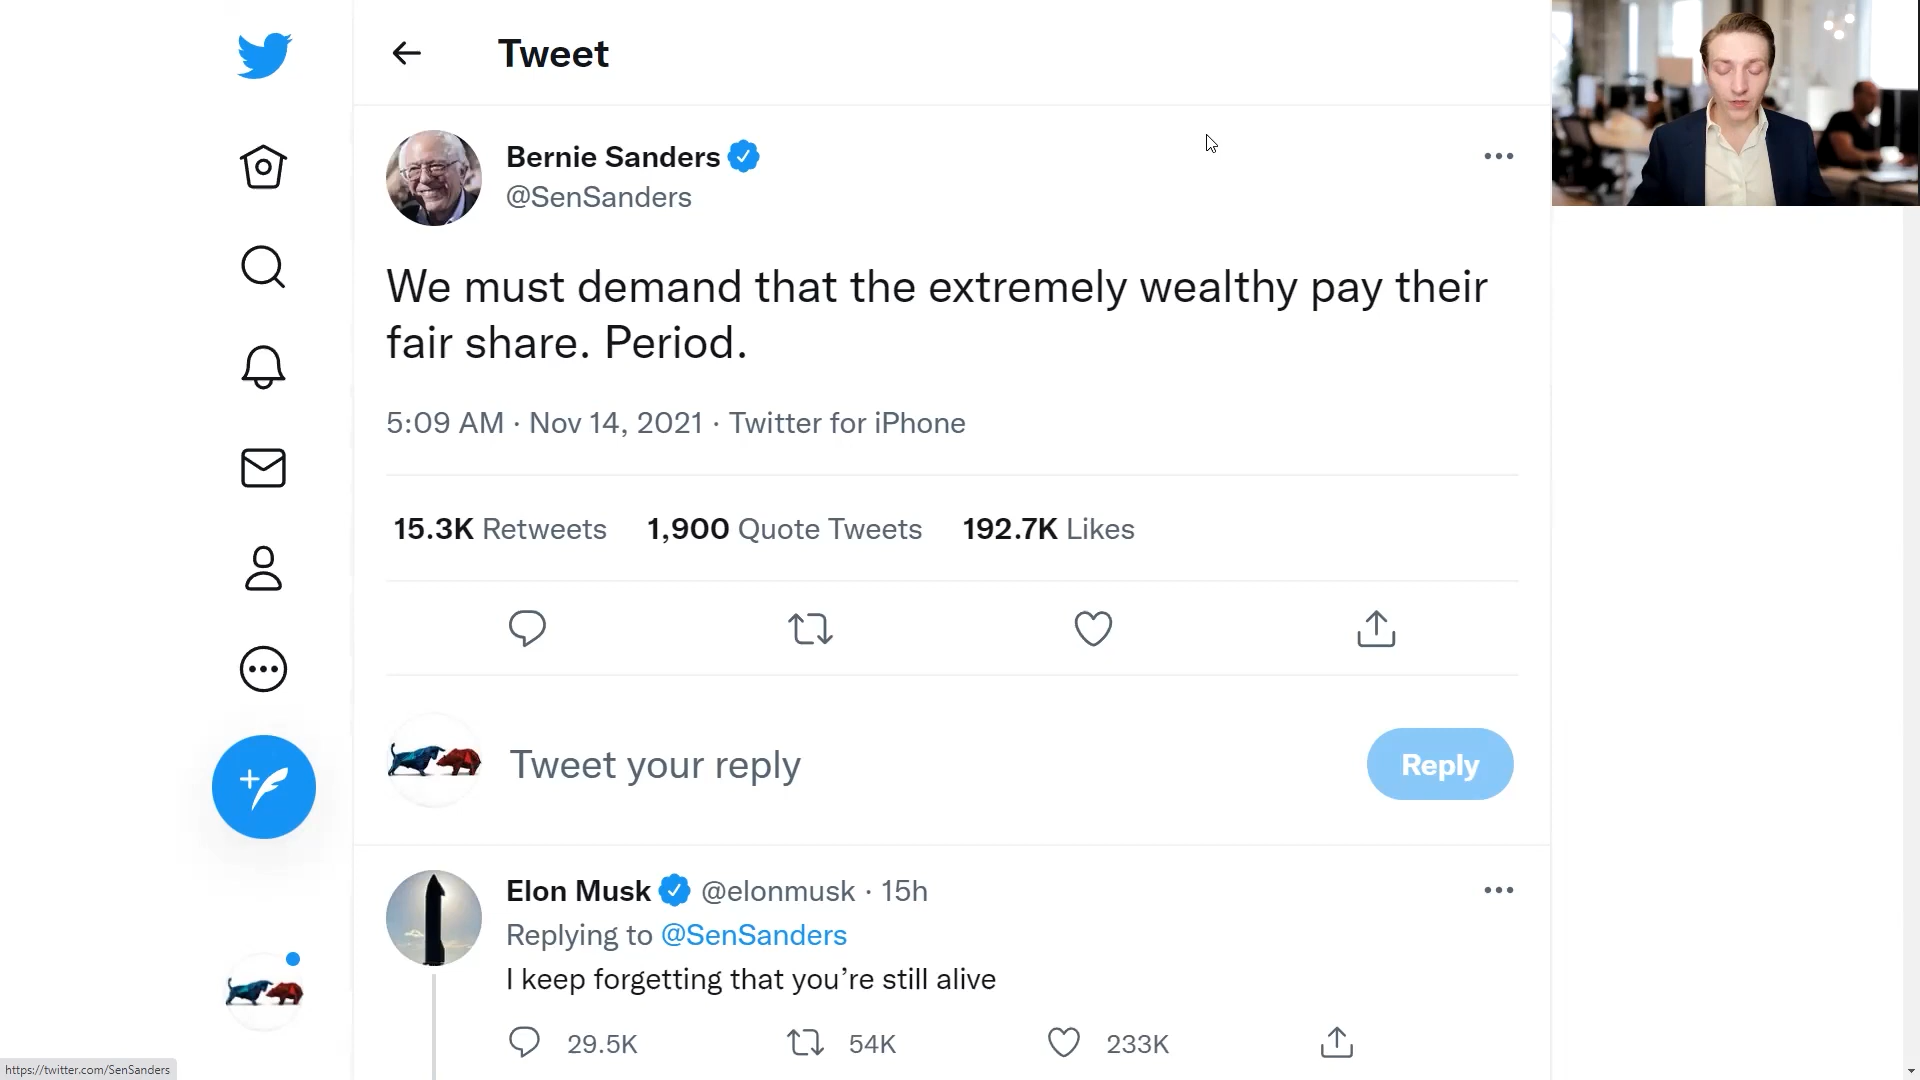 Tweet
Bernie Sanders
@SenSanders
We must demand that the extremely wealthy pay their
fair share. Period.
5:09 AM · Nov 14, 2021 · Twitter for iPhone
15.3K Retweets 1,900 Quote Tweets 192.7K Likes
Tweet your reply
Reply
Elon Musk @elonmusk · 15h
Replying to @SenSanders
I keep forgetting that you’re still alive
29.5K 54K 233K
https://twitter.com/SenSanders